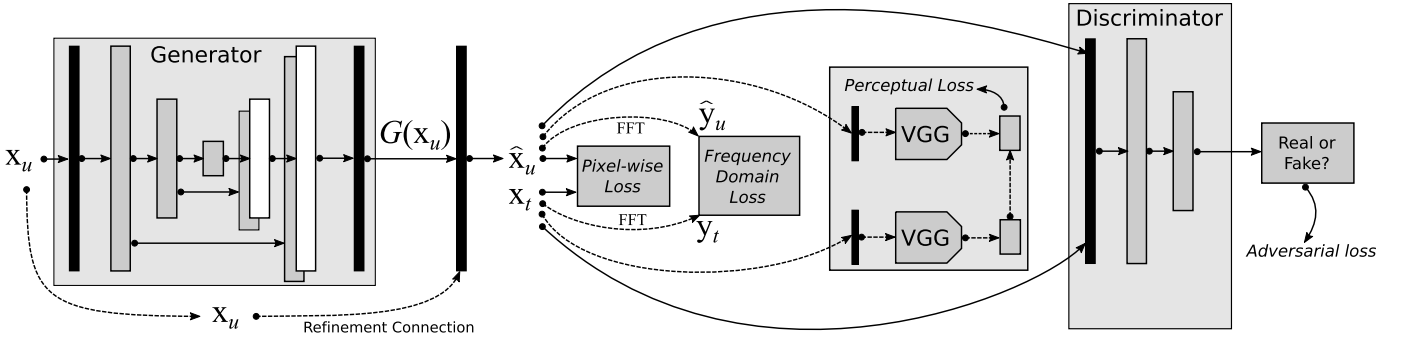 Generator
x_u
G(x_u)
x_u
Refinement Connection
x̂_u
x_t
FFT
FFT
Pixel-wise
Loss
ŷ_u
Frequency
Domain
Loss
y_t
Perceptual Loss
VGG
VGG
Discriminator
Real or
Fake?
Adversarial loss